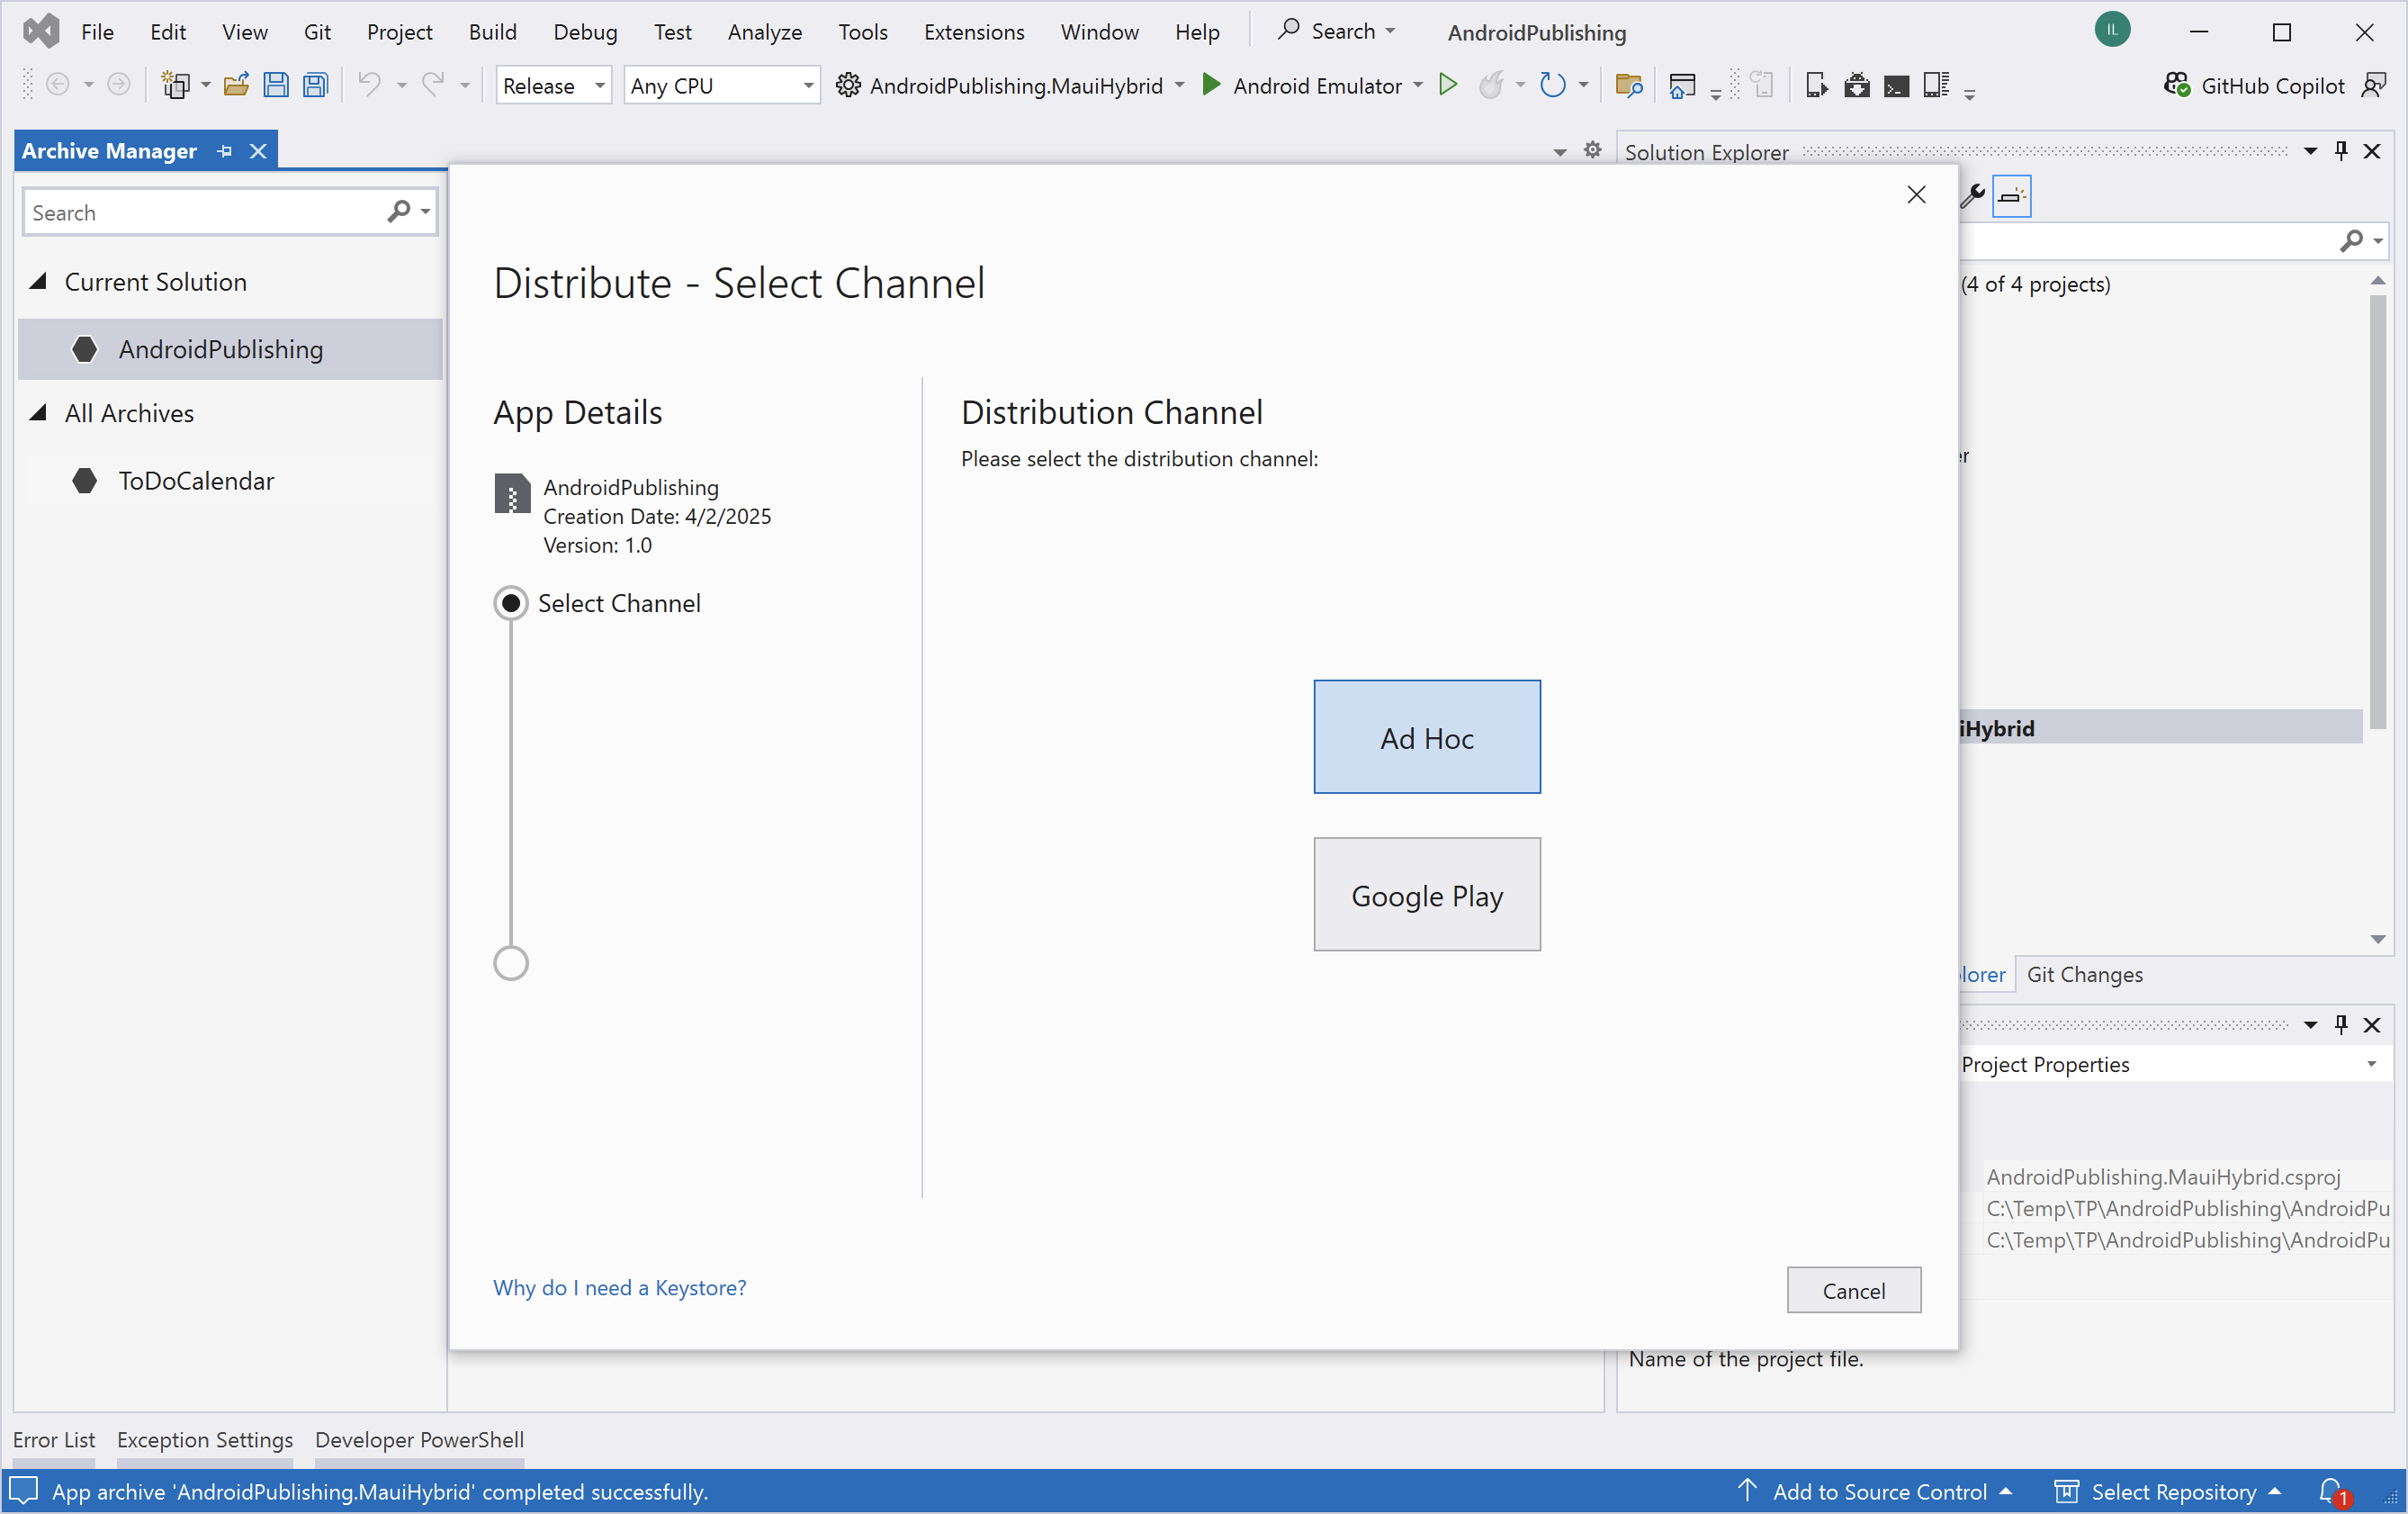 File Edit View Git Project Build Debug Test Analyze Tools Extensions Window Help Search AndroidPublishing IL
Release Any CPU AndroidPublishing.MauiHybrid Android Emulator GitHub Copilot
Archive Manager
Search
Current Solution
AndroidPublishing
All Archives
ToDoCalendar
Distribute - Select Channel
App Details
AndroidPublishing
Creation Date: 4/2/2025
Version: 1.0
Select Channel
Distribution Channel
Please select the distribution channel:
Ad Hoc
Google Play
Why do I need a Keystore?
Cancel
Solution Explorer
(4 of 4 projects)
er
iHybrid
lorer Git Changes
Project Properties
AndroidPublishing.MauiHybrid.csproj
C:\Temp\TP\AndroidPublishing\AndroidPu
C:\Temp\TP\AndroidPublishing\AndroidPu
Name of the project file.
Error List Exception Settings Developer PowerShell
App archive 'AndroidPublishing.MauiHybrid' completed successfully. Add to Source Control Select Repository 1